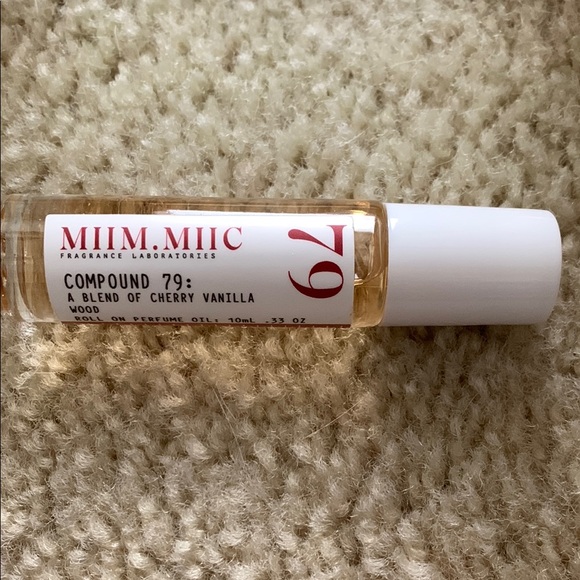 MIIM.MIIC
FRAGRANCE LABORATORIES
COMPOUND 79:
A BLEND OF CHERRY VANILLA
WOOD
ROLL ON PERFUME OIL: 10mL .33 OZ
79